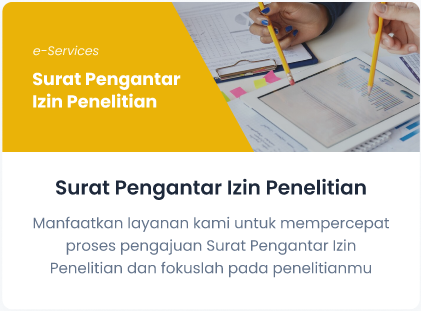 e-Services
Surat Pengantar
Izin Penelitian
Surat Pengantar Izin Penelitian
Manfaatkan layanan kami untuk mempercepat
proses pengajuan Surat Pengantar Izin
Penelitian dan fokuslah pada penelitianmu